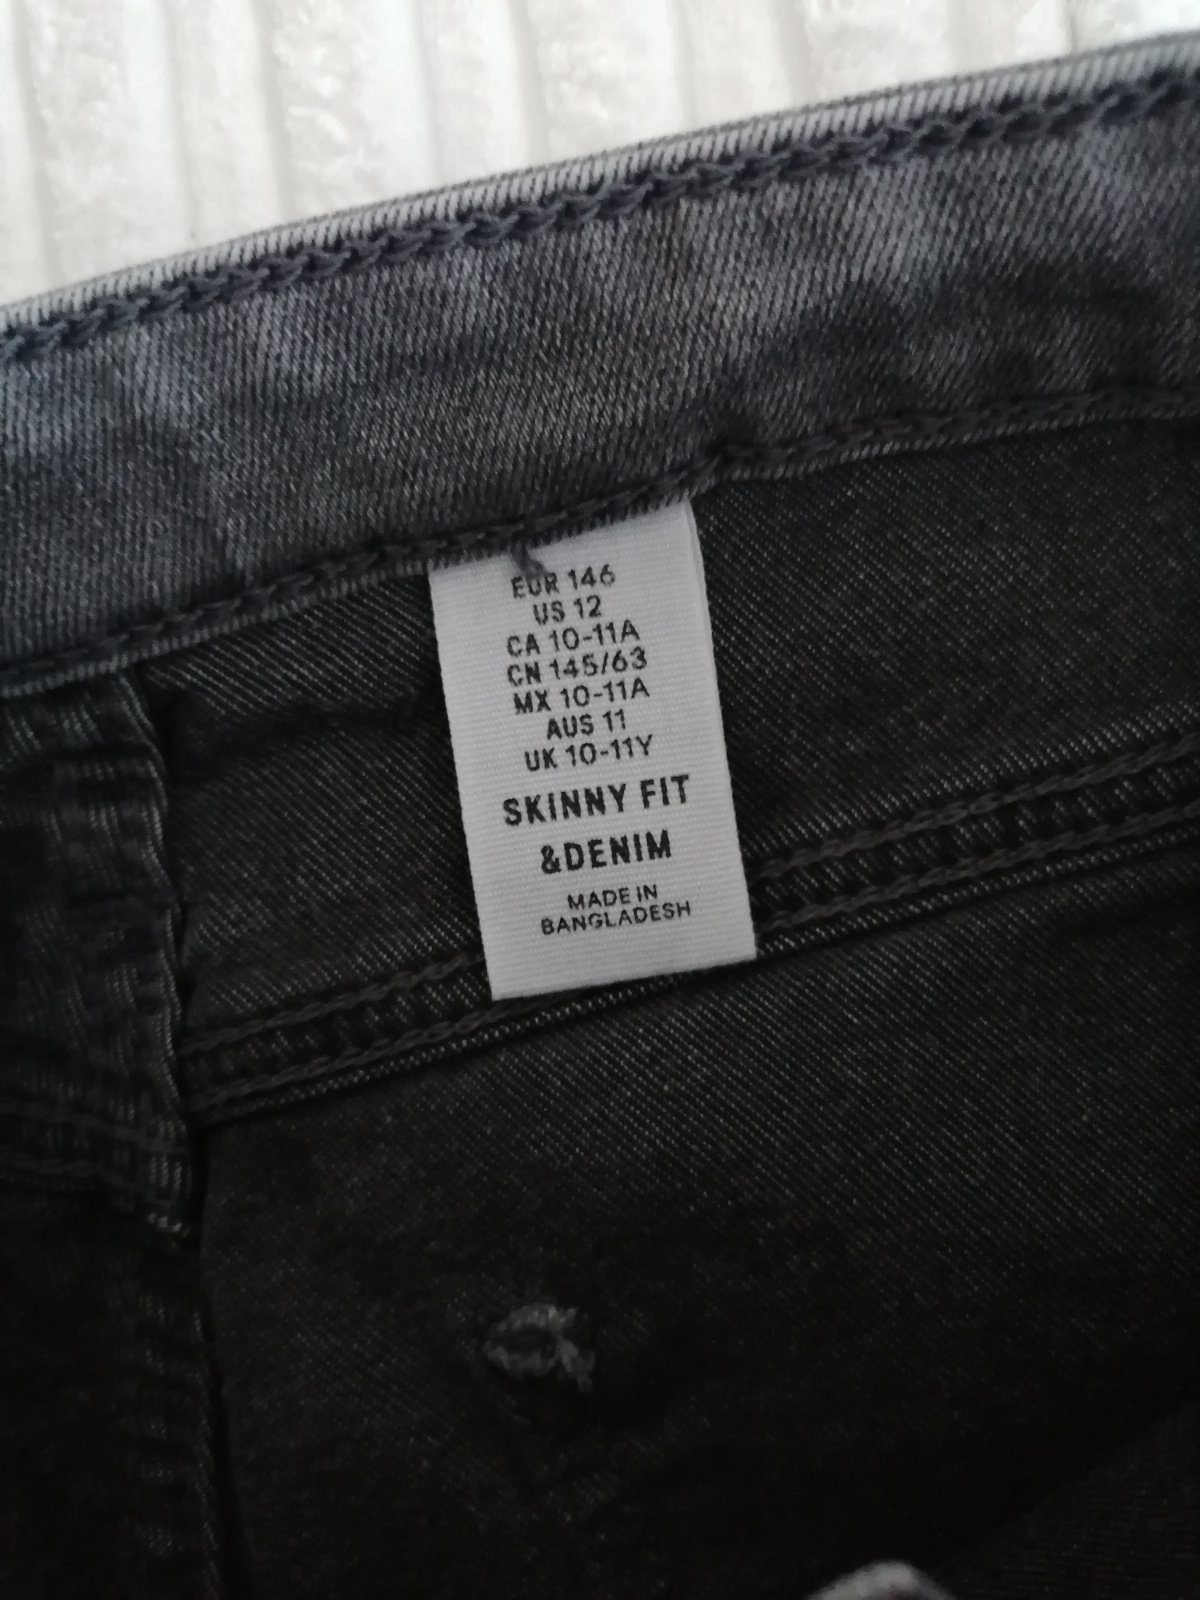 EUR 146
US 12
CA 10-11A
CN 145/63
MX 10-11A
AUS 11
UK 10-11Y
SKINNY FIT
&DENIM
MADE IN
BANGLADESH